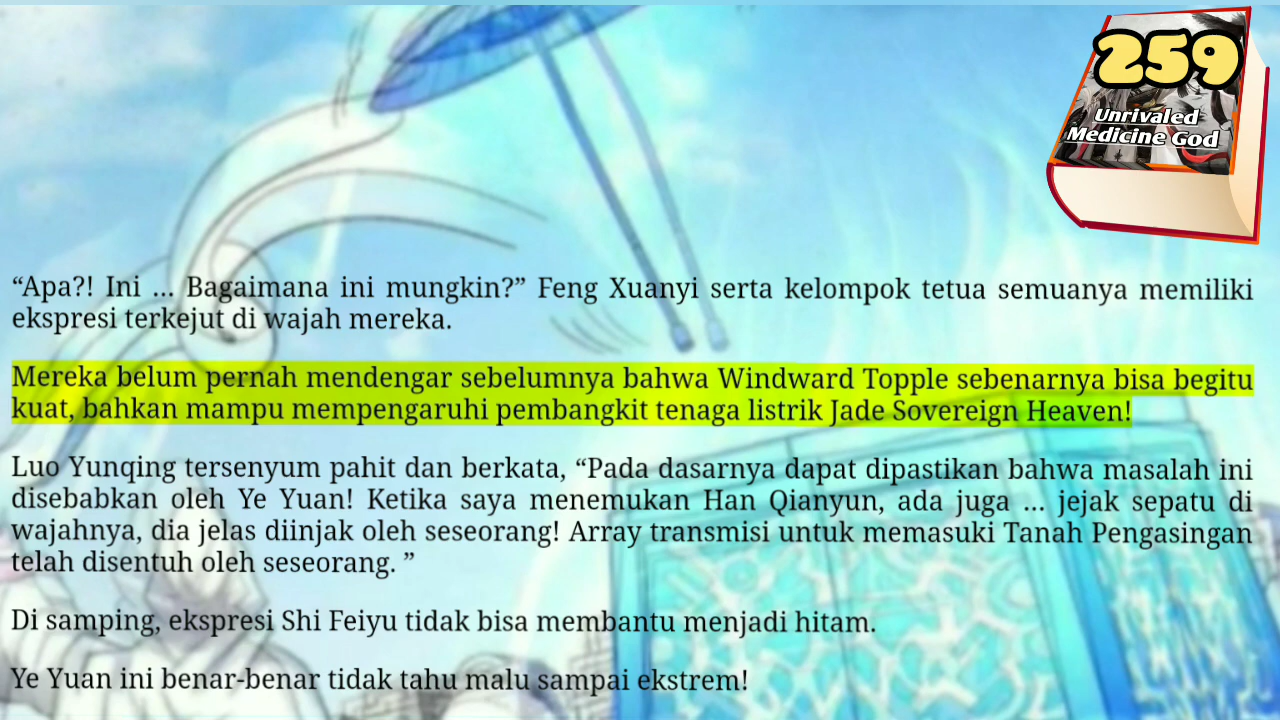 259
Unrivaled
Medicine God
“Apa?! Ini ... Bagaimana ini mungkin?” Feng Xuanyi serta kelompok tetua semuanya memiliki
ekspresi terkejut di wajah mereka.
Mereka belum pernah mendengar sebelumnya bahwa Windward Topple sebenarnya bisa begitu
kuat, bahkan mampu mempengaruhi pembangkit tenaga listrik Jade Sovereign Heaven!
Luo Yunqing tersenyum pahit dan berkata, “Pada dasarnya dapat dipastikan bahwa masalah ini
disebabkan oleh Ye Yuan! Ketika saya menemukan Han Qianyun, ada juga ... jejak sepatu di
wajahnya, dia jelas diinjak oleh seseorang! Array transmisi untuk memasuki Tanah Pengasingan
telah disentuh oleh seseorang. ”
Di samping, ekspresi Shi Feiyu tidak bisa membantu menjadi hitam.
Ye Yuan ini benar-benar tidak tahu malu sampai ekstrem!